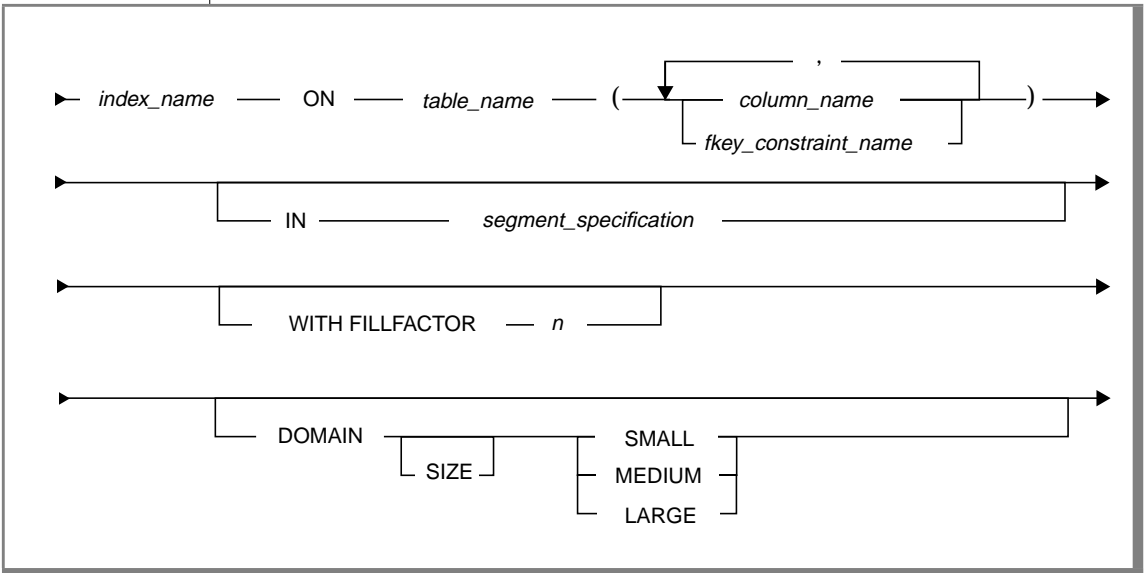 ,
index_name ON table_name ( column_name )
fkey_constraint_name
IN segment_specification
WITH FILLFACTOR n
DOMAIN SMALL
SIZE MEDIUM
LARGE